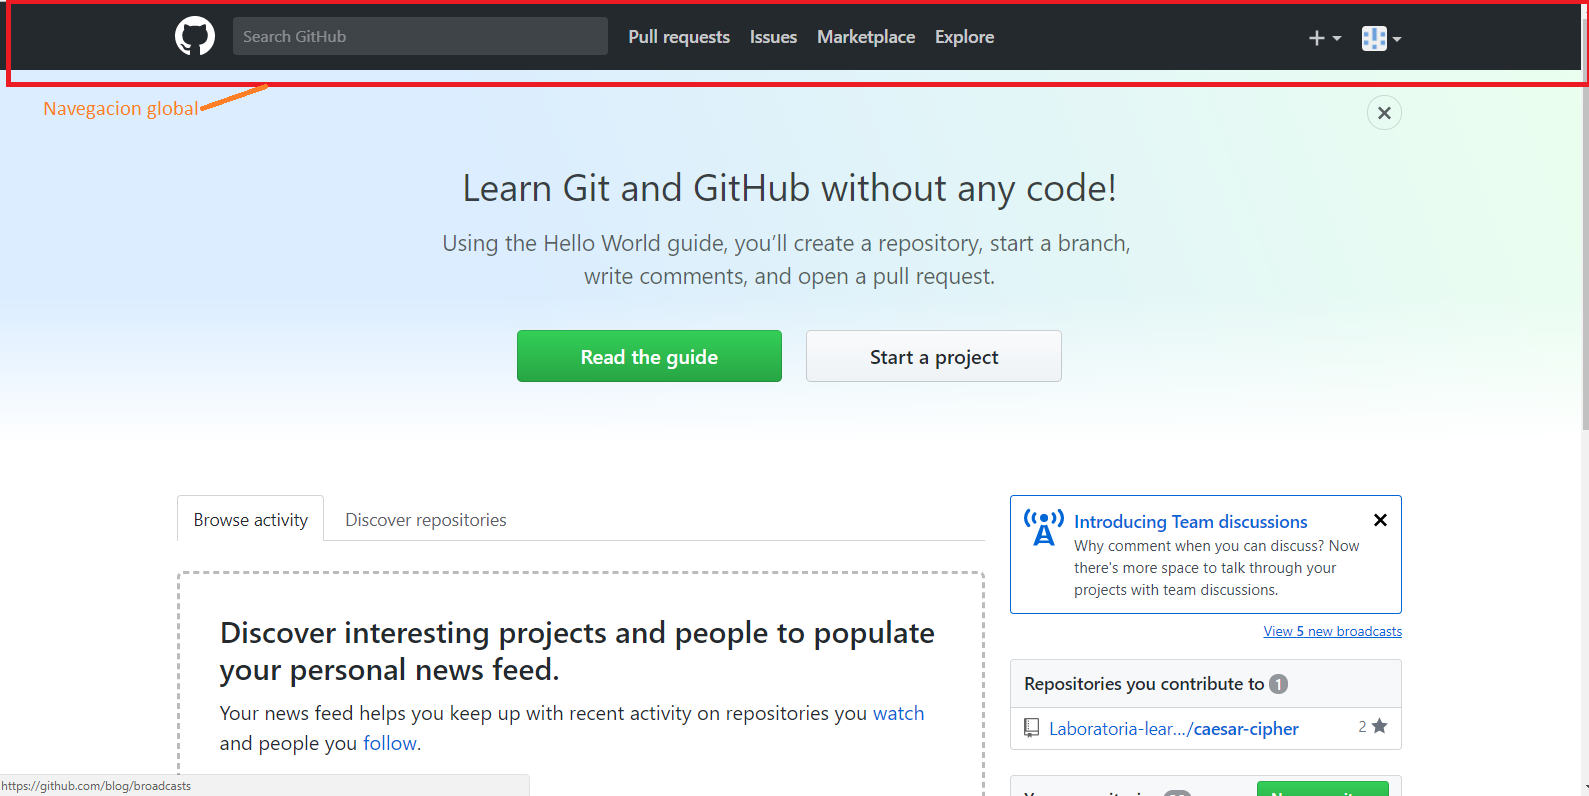 Search GitHub
Pull requests Issues Marketplace Explore
Navegacion global
Learn Git and GitHub without any code!
Using the Hello World guide, you’ll create a repository, start a branch,
write comments, and open a pull request.
Read the guide
Start a project
Browse activity
Discover repositories
Discover interesting projects and people to populate
your personal news feed.
Your news feed helps you keep up with recent activity on repositories you watch
and people you follow.
Introducing Team discussions
Why comment when you can discuss? Now
there's more space to talk through your
projects with team discussions.
View 5 new broadcasts
Repositories you contribute to 1
Laboratoria-lear…/caesar-cipher 2
https://github.com/blog/broadcasts